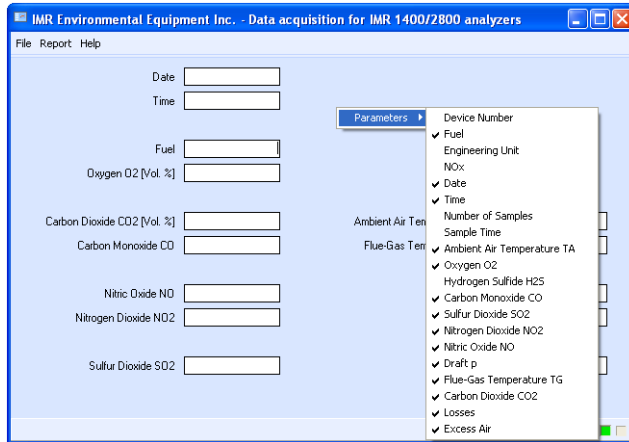 IMR Environmental Equipment Inc. - Data acquisition for IMR 1400/2800 analyzers
File Report Help
Date
Time
Fuel
Oxygen O2 [Vol. %]
Carbon Dioxide CO2 [Vol. %]
Carbon Monoxide CO
Nitric Oxide NO
Nitrogen Dioxide NO2
Sulfur Dioxide SO2
Ambient Air
Flue-Gas
Parameters
Device Number
Fuel
Engineering Unit
NOx
Date
Time
Number of Samples
Sample Time
Ambient Air Temperature TA
Oxygen O2
Hydrogen Sulfide H2S
Carbon Monoxide CO
Sulfur Dioxide SO2
Nitrogen Dioxide NO2
Nitric Oxide NO
Draft p
Flue-Gas Temperature TG
Carbon Dioxide CO2
Losses
Excess Air